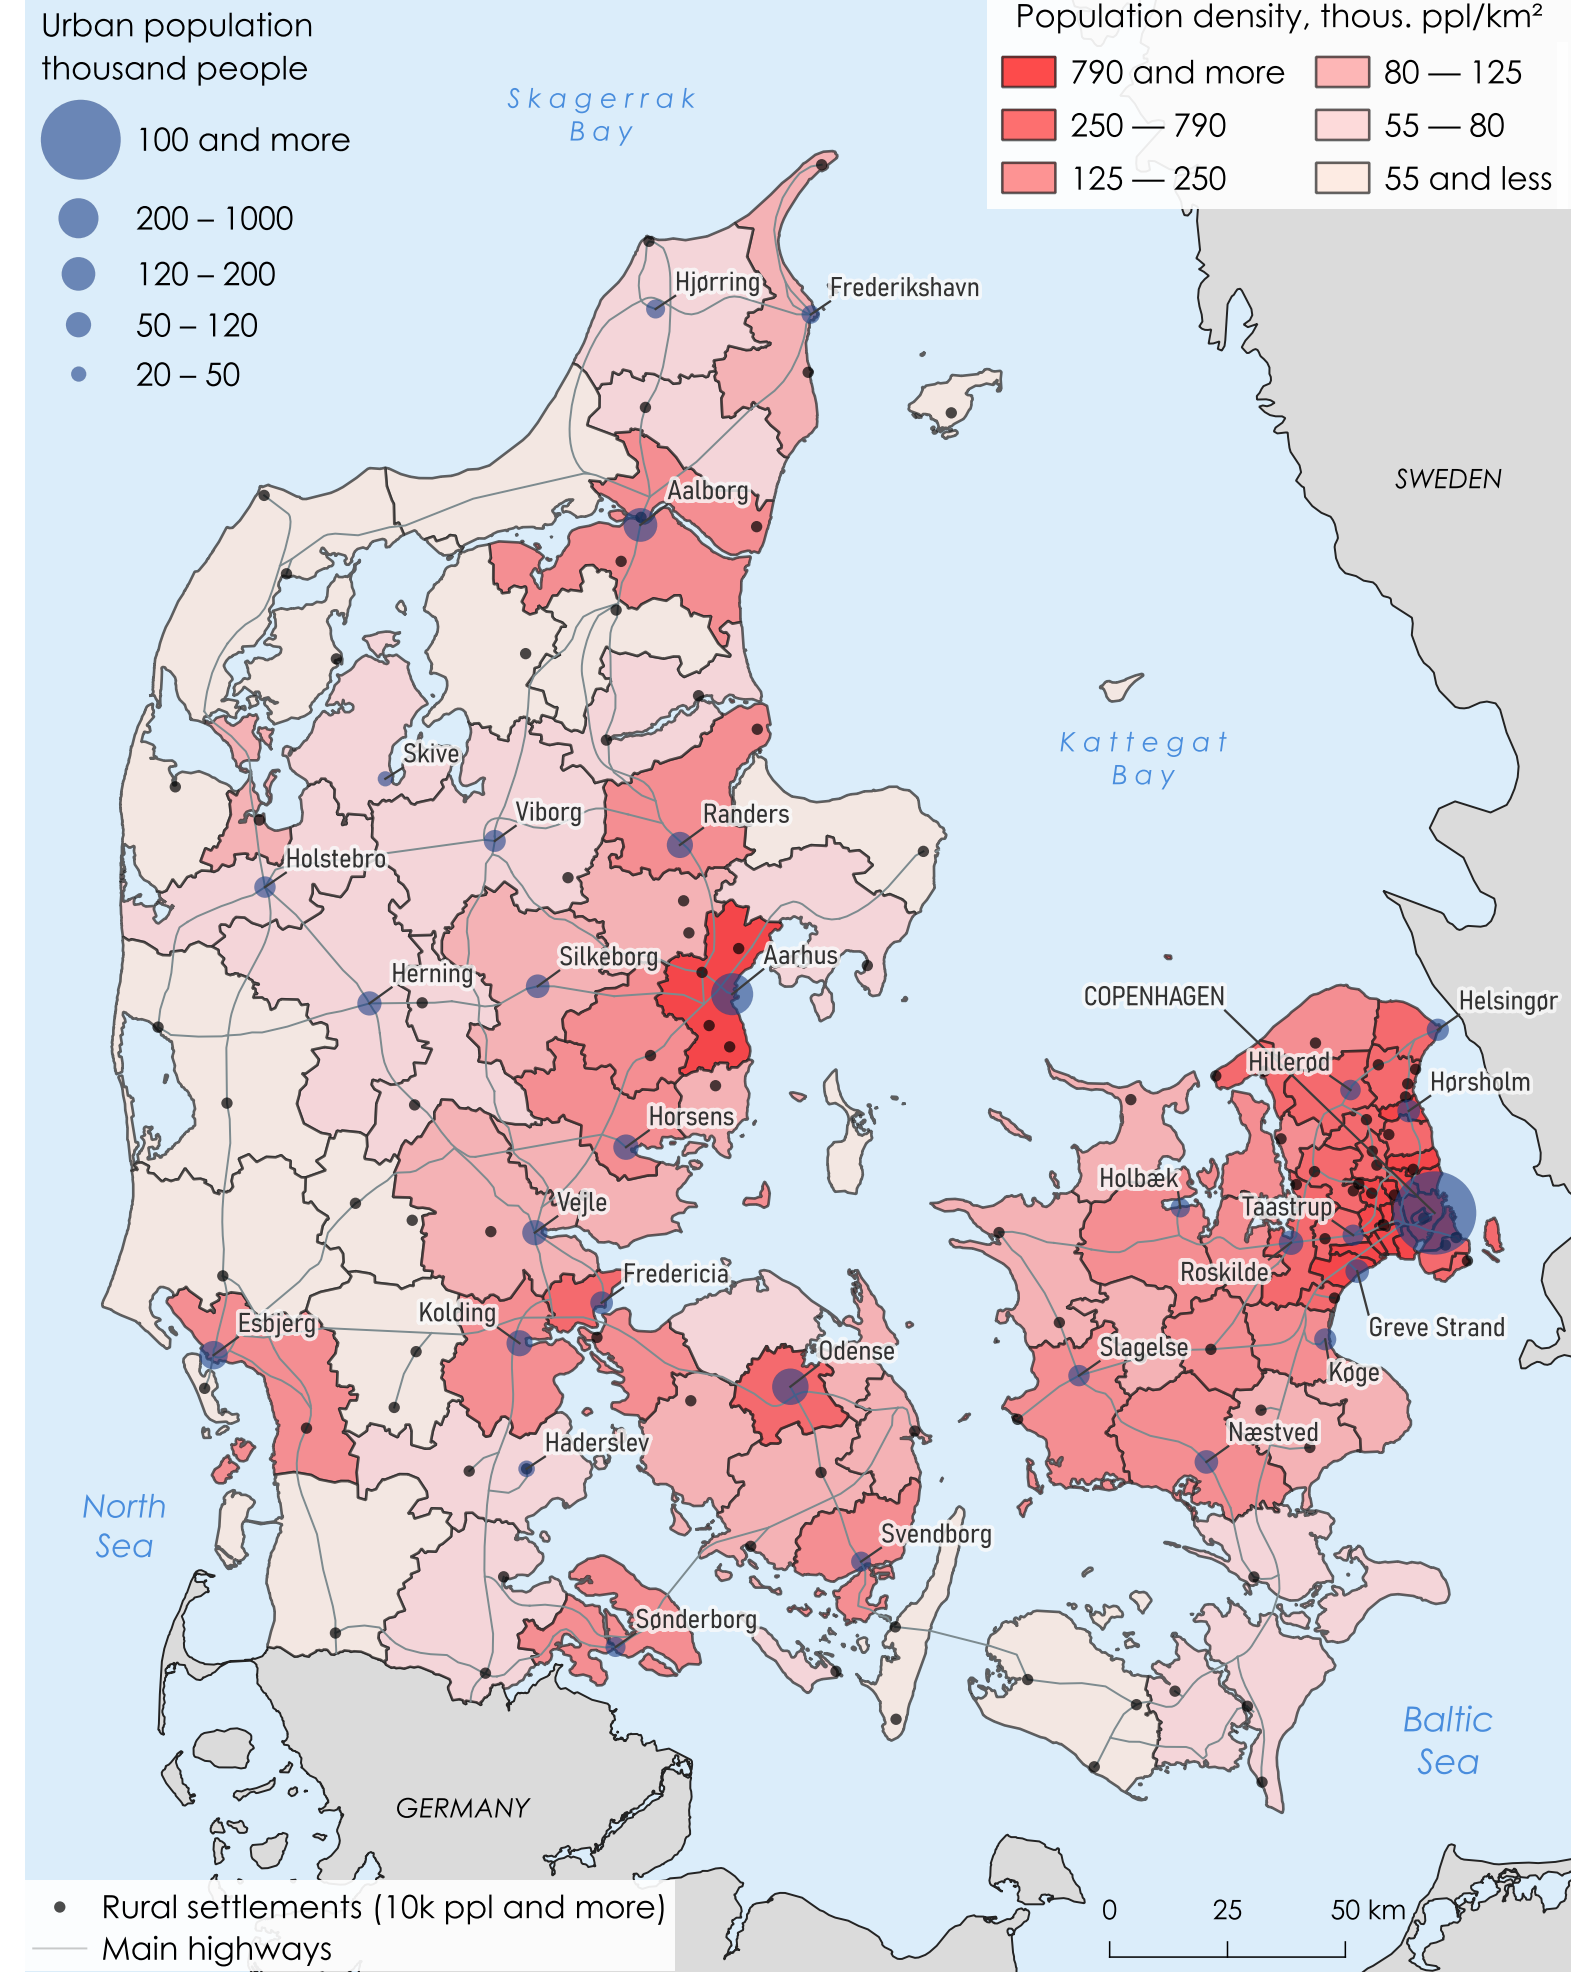 Urban population
thousand people
100 and more
200 – 1000
120 – 200
50 – 120
20 – 50
Population density, thous. ppl/km²
790 and more
250 — 790
125 — 250
80 — 125
55 — 80
55 and less
Skagerrak
Bay
Hjørring
Frederikshavn
SWEDEN
Aalborg
Kattegat
Bay
Skive
Viborg
Randers
Holstebro
Silkeborg
Aarhus
Herning
COPENHAGEN
Helsingør
Hillerød
Hørsholm
Horsens
Holbæk
Vejle
Taastrup
Roskilde
Fredericia
Kolding
Esbjerg
Greve Strand
Odense
Slagelse
Køge
Næstved
Haderslev
North
Sea
Svendborg
Sønderborg
Baltic
Sea
GERMANY
Rural settlements (10k ppl and more)
Main highways
0 25 50 km